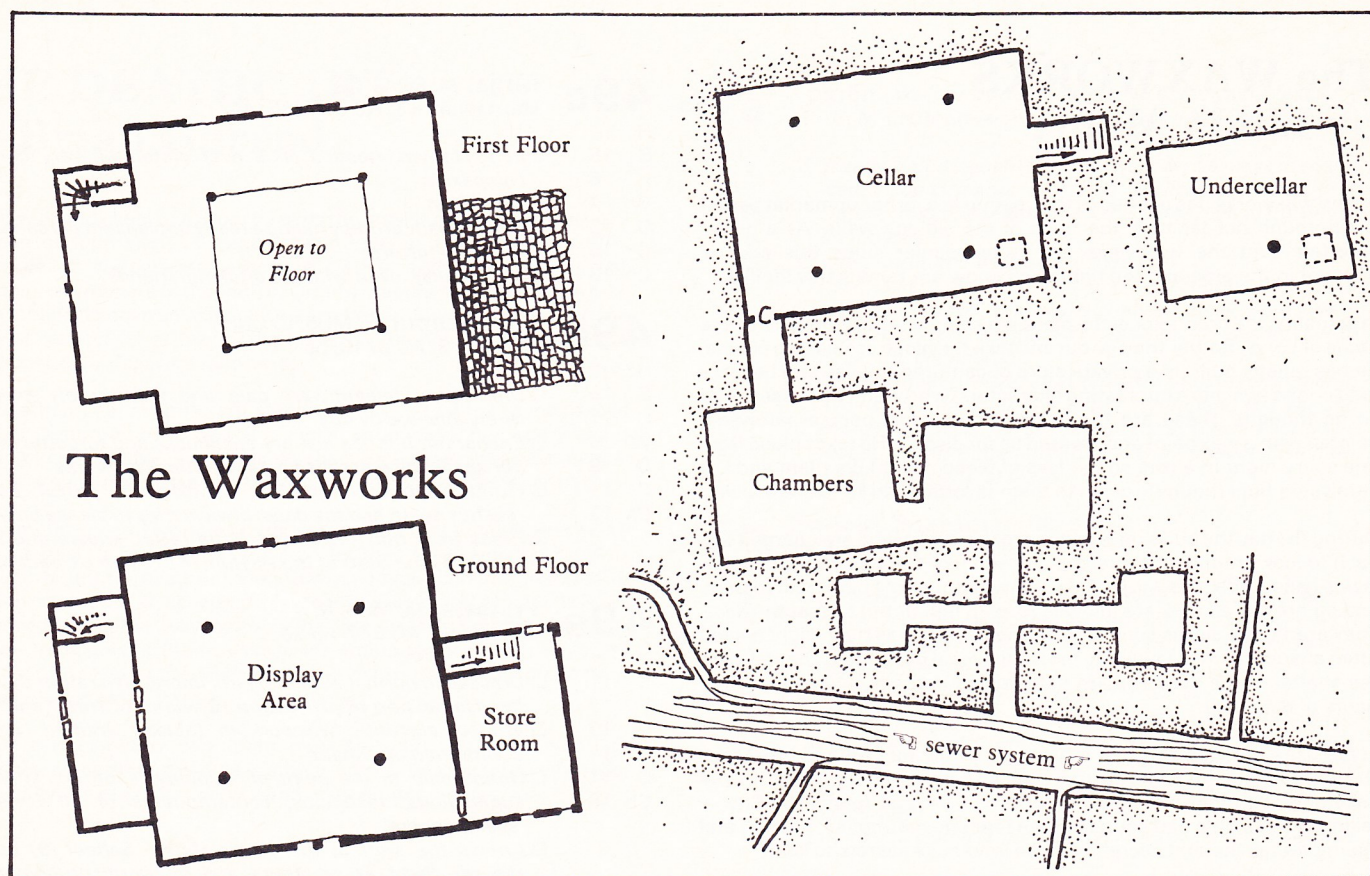 First Floor
Open to
Floor
The Waxworks
Ground Floor
Display
Area
Store
Room
Cellar
C
Undercellar
Chambers
sewer system